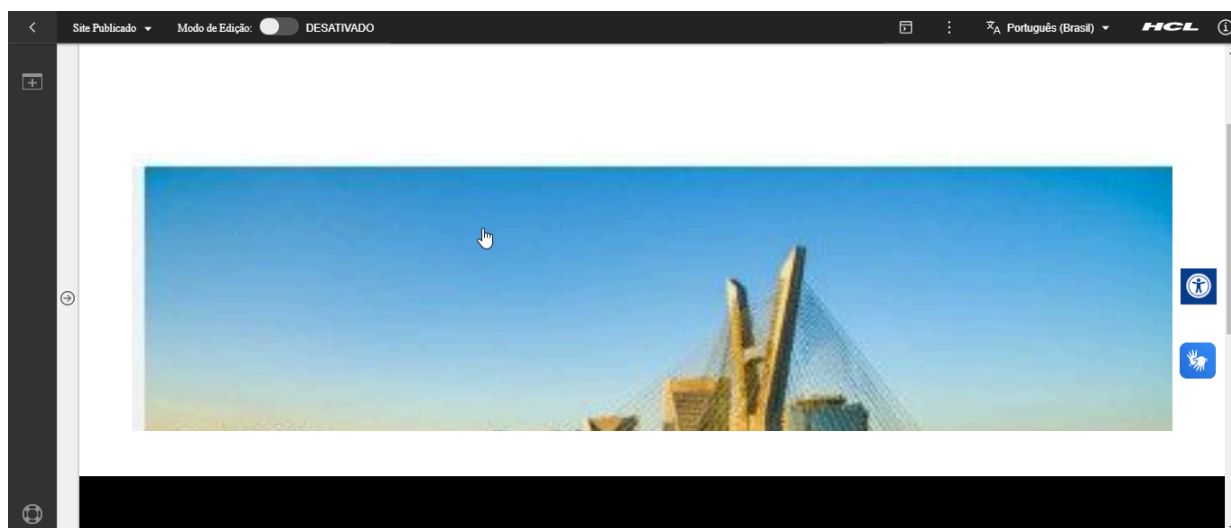 Site Publicado
Modo de Edição:
DESATIVADO
Português (Brasil)
HCL